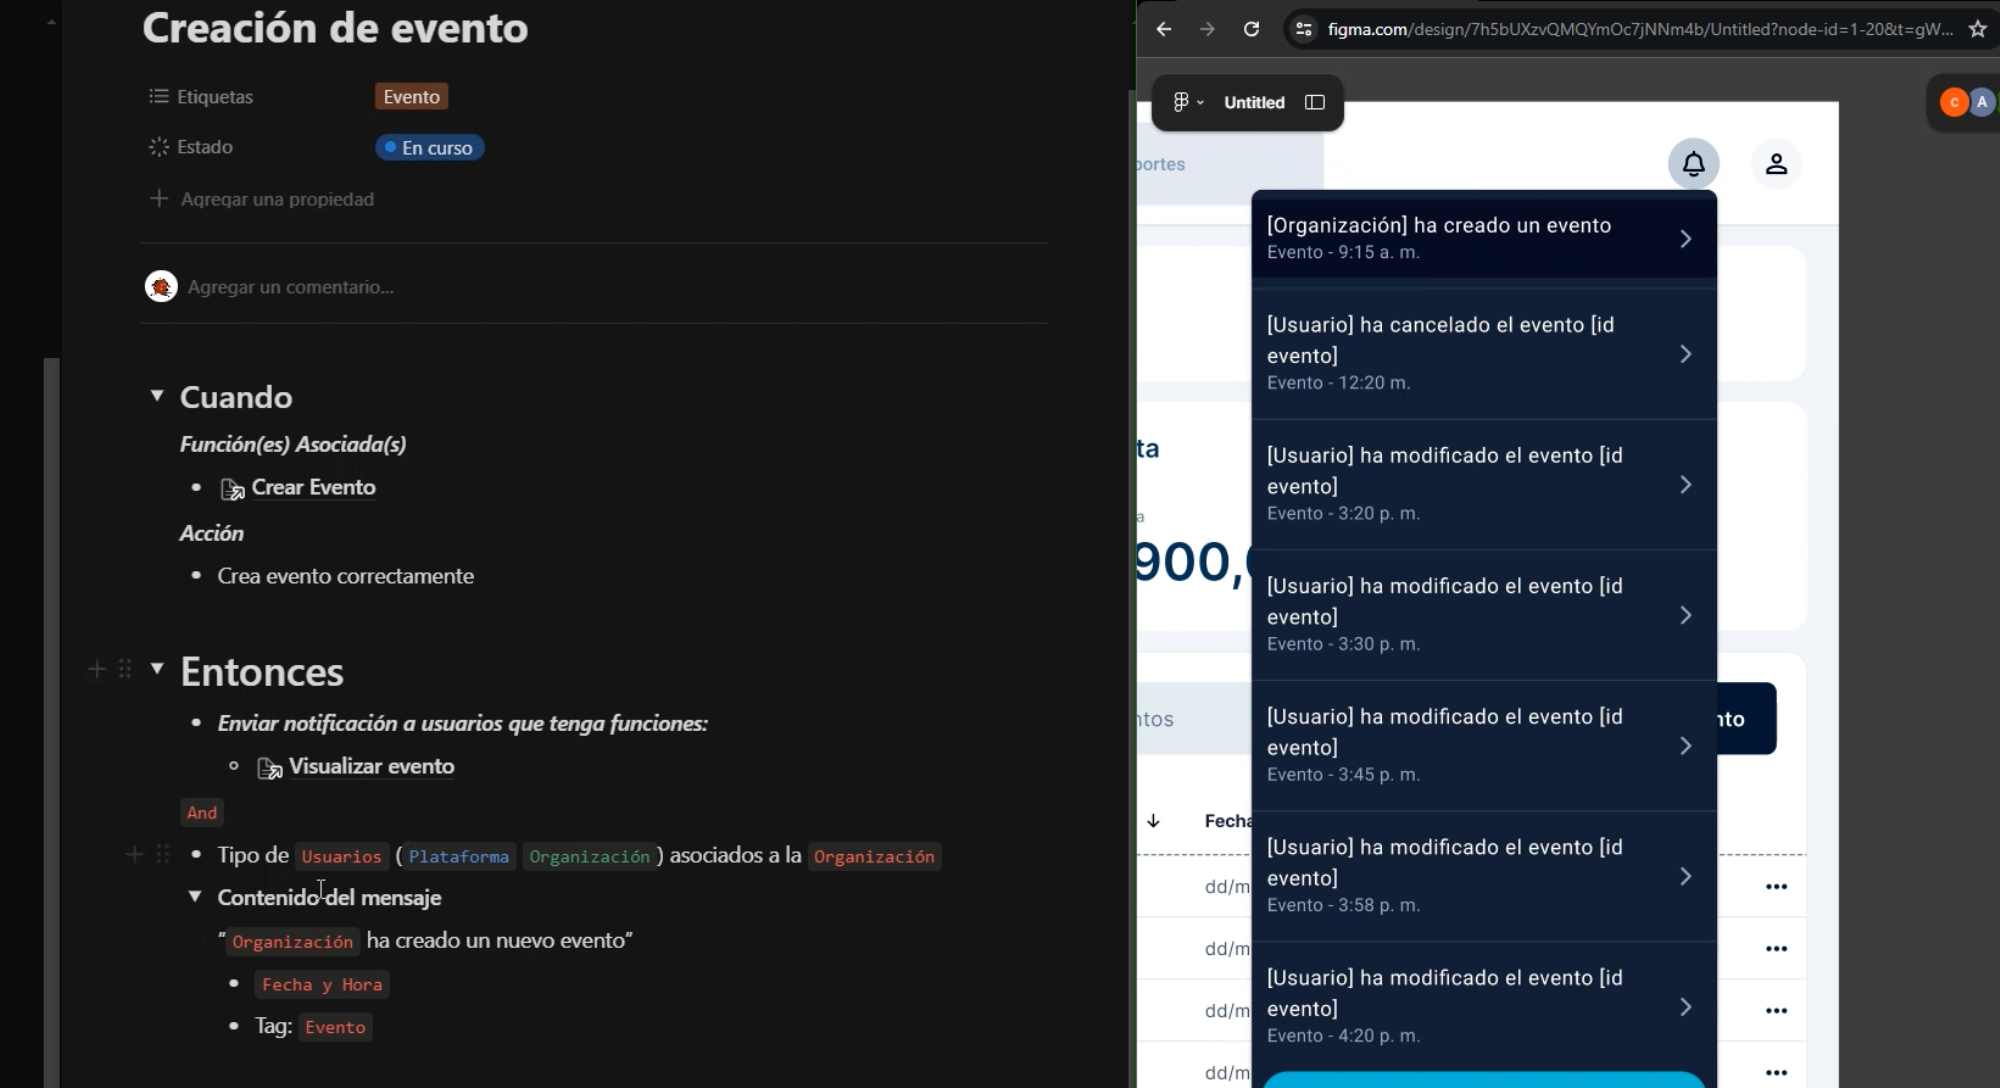 Creación de evento
Etiquetas
Evento
Estado
En curso
Agregar una propiedad
Agregar un comentario...
Cuando
Función(es) Asociada(s)
Crear Evento
Acción
Crea evento correctamente
Entonces
Enviar notificación a usuarios que tenga funciones:
Visualizar evento
And
Tipo de Usuarios ( Plataforma Organización ) asociados a la Organización
Contenido del mensaje
“ Organización ha creado un nuevo evento”
Fecha y Hora
Tag: Evento
figma.com/design/7h5bUXzvQMQYmOc7jNNm4b/Untitled?node-id=1-20&t=gW...
Untitled
C A
portes
[Organización] ha creado un evento
Evento - 9:15 a. m.
[Usuario] ha cancelado el evento [id
evento]
Evento - 12:20 m.
[Usuario] ha modificado el evento [id
evento]
Evento - 3:20 p. m.
[Usuario] ha modificado el evento [id
evento]
Evento - 3:30 p. m.
[Usuario] ha modificado el evento [id
evento]
Evento - 3:45 p. m.
[Usuario] ha modificado el evento [id
evento]
Evento - 3:58 p. m.
[Usuario] ha modificado el evento [id
evento]
Evento - 4:20 p. m.
ta
a
900,0
ntos
nto
Fecha
dd/m
dd/m
dd/m
dd/m